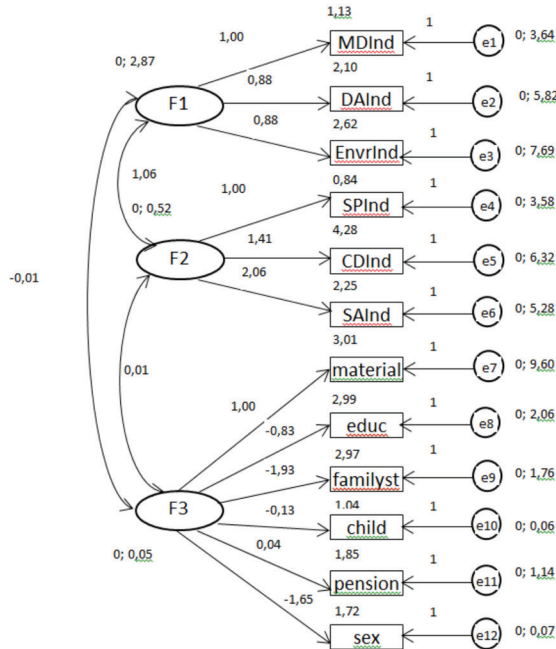 1,13
1
1,00
MDInd
e1
0; 3,64
0; 2,87
2,10
0,88
1
F1
DAInd
e2
0; 5,82
2,62
0,88
1
EnvrInd
e3
0; 7,69
1,06
0,84
1
1,00
SPInd
e4
0; 3,58
0; 0,52
4,28
1
1,41
F2
CDInd
e5
0; 6,32
-0,01
2,06
2,25
1
SAInd
e6
0; 5,28
3,01
1
0,01
material
e7
0; 9,60
1,00
2,99
1
-0,83
educ
e8
0; 2,06
2,97
1
-1,93
familyst
e9
0; 1,76
1,04
1
F3
-0,13
child
e10
0; 0,06
0; 0,05
0,04
1,85
1
pension
e11
0; 1,14
-1,65
1,72
1
sex
e12
0; 0,07